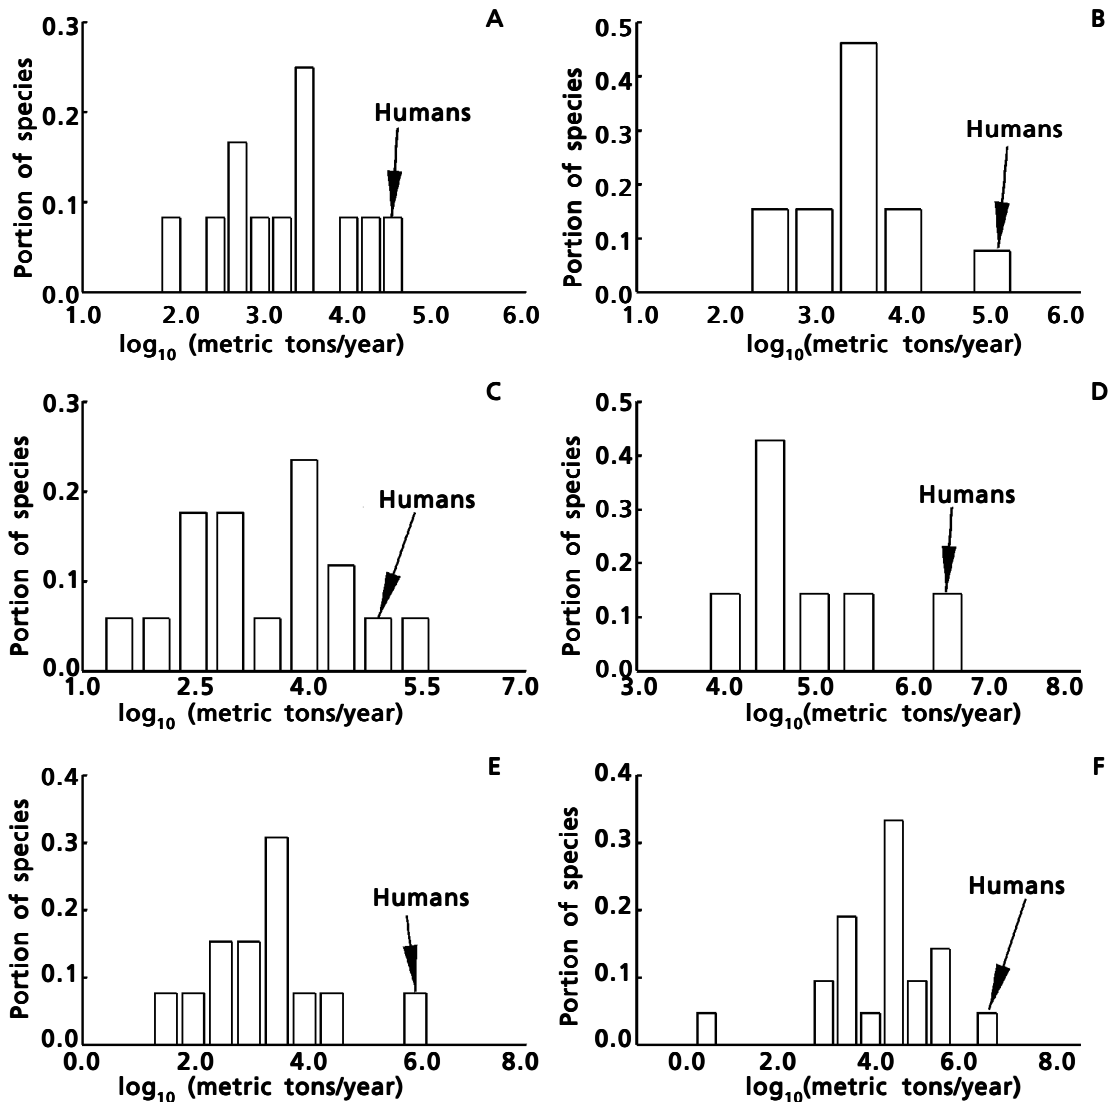 A
0.3
0.2
0.1
0.0
Portion of species
Humans
1.0 2.0 3.0 4.0 5.0 6.0
log10 (metric tons/year)
B
0.5
0.4
0.3
0.2
0.1
0.0
Portion of species
Humans
1.0 2.0 3.0 4.0 5.0 6.0
log10(metric tons/year)
C
0.3
0.2
0.1
0.0
Portion of species
Humans
1.0 2.5 4.0 5.5 7.0
log10 (metric tons/year)
D
0.5
0.4
0.3
0.2
0.1
0.0
Portion of species
Humans
3.0 4.0 5.0 6.0 7.0 8.0
log10(metric tons/year)
E
0.4
0.3
0.2
0.1
0.0
Portion of species
Humans
0.0 2.0 4.0 6.0 8.0
log10 (metric tons/year)
F
0.4
0.3
0.2
0.1
0.0
Portion of species
Humans
0.0 2.0 4.0 6.0 8.0
log10(metric tons/year)